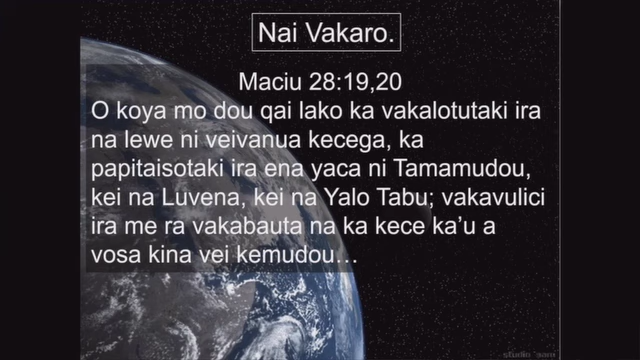 Nai Vakaro.
Maciu 28:19,20
O koya mo dou qai lako ka vakalotutaki ira
na lewe ni veivanua kecega, ka
papitaisotaki ira ena yaca ni Tamamudou,
kei na Luvena, kei na Yalo Tabu; vakavulici
ira me ra vakabauta na ka kece ka’u a
vosa kina vei kemudou…